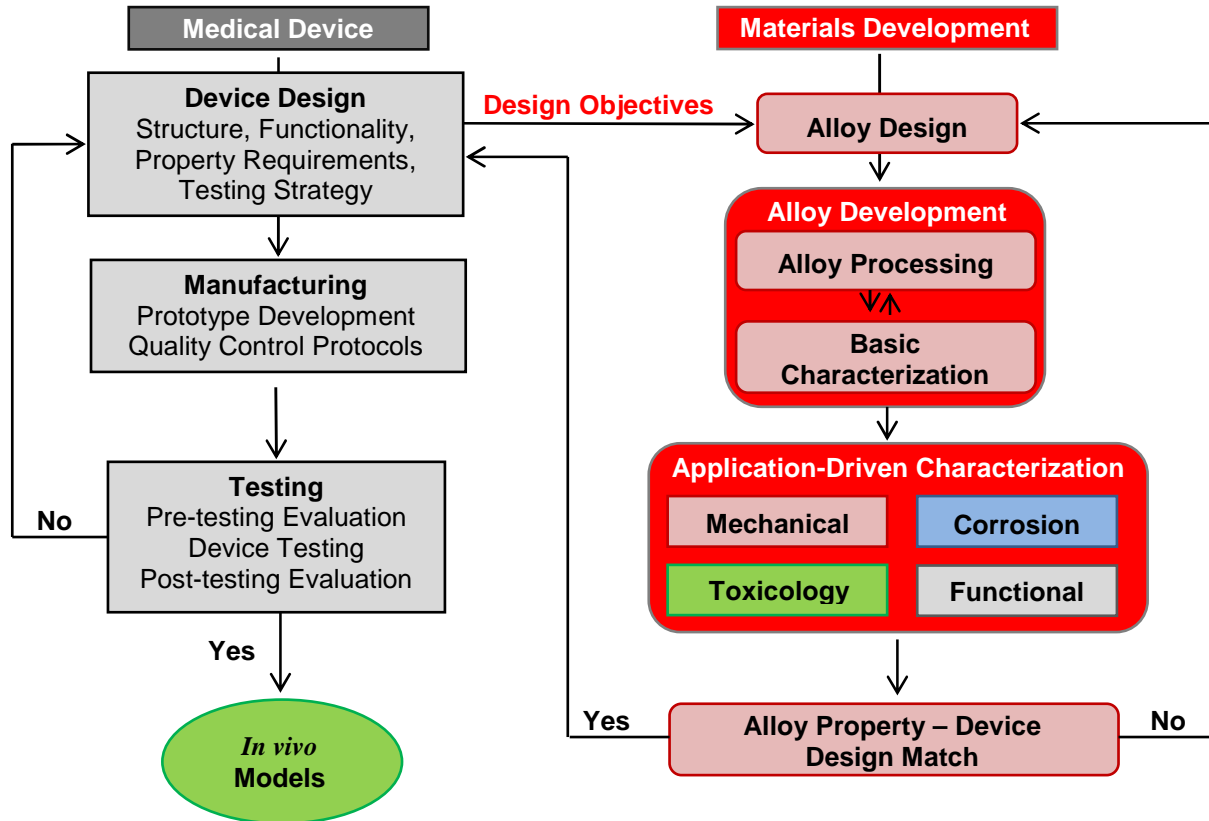 Medical Device
Device Design
Structure, Functionality,
Property Requirements,
Testing Strategy
Manufacturing
Prototype Development
Quality Control Protocols
Testing
Pre-testing Evaluation
Device Testing
Post-testing Evaluation
No
Yes
In vivo
Models
Design Objectives
Materials Development
Alloy Design
Alloy Development
Alloy Processing
Basic
Characterization
Application-Driven Characterization
Mechanical
Corrosion
Toxicology
Functional
Yes
Alloy Property – Device
Design Match
No